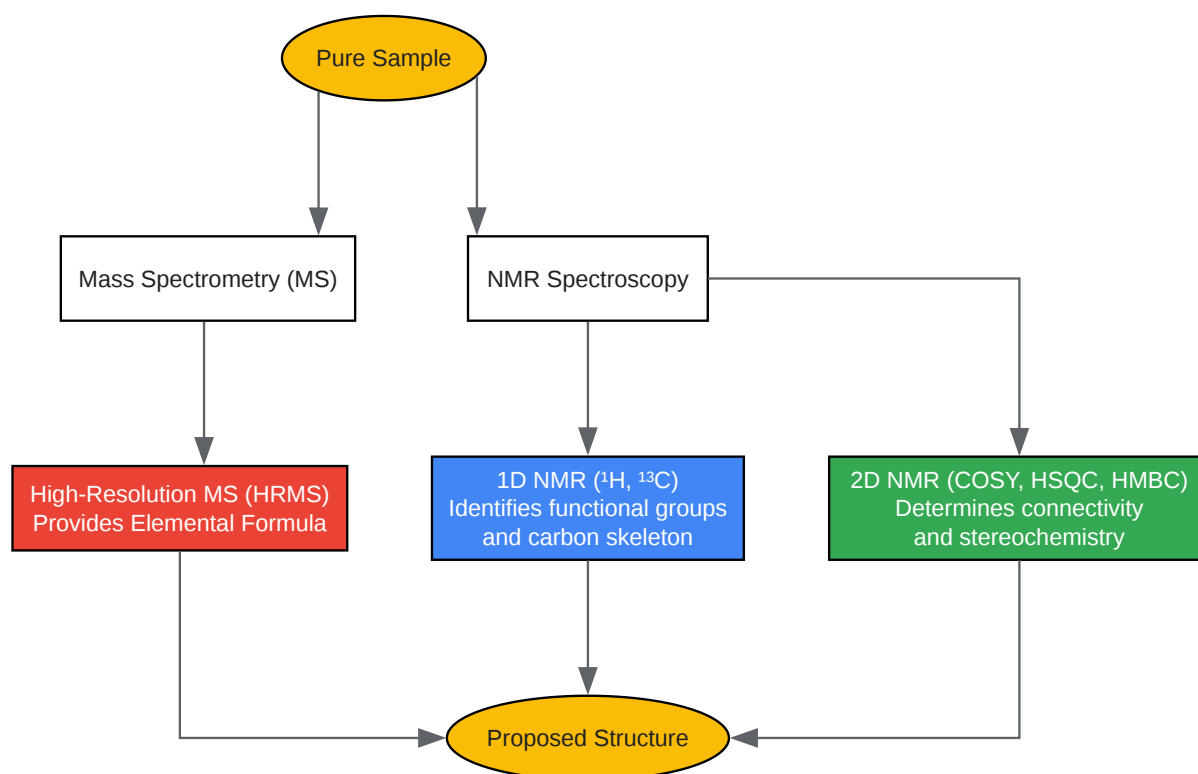 Pure Sample
Mass Spectrometry (MS)
NMR Spectroscopy
High-Resolution MS (HRMS)
Provides Elemental Formula
1D NMR (¹H, ¹³C)
Identifies functional groups
and carbon skeleton
2D NMR (COSY, HSQC, HMBC)
Determines connectivity
and stereochemistry
Proposed Structure